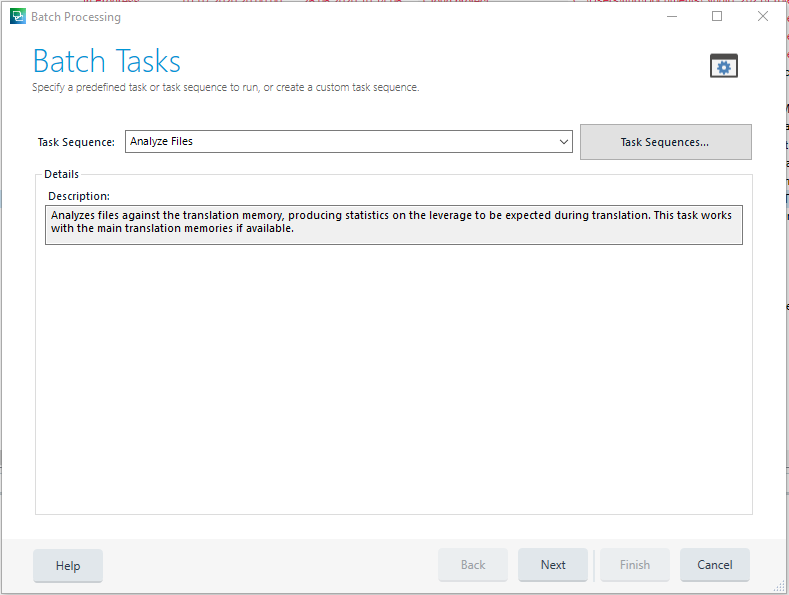 Batch Processing
Batch Tasks
Specify a predefined task or task sequence to run, or create a custom task sequence.
Task Sequence:
Analyze Files
Task Sequences...
Details
Description:
Analyzes files against the translation memory, producing statistics on the leverage to be expected during translation. This task works
with the main translation memories if available.
Help
Back
Next
Finish
Cancel